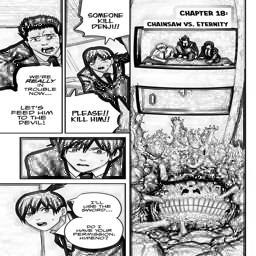 SOMEONE
KILL
DENJI!!
WE'RE
REALLY
IN
TROUBLE
NOW...
LET'S
FEED HIM
TO THE
DEVIL!
PLEASE!!
KILL HIM!!
CHAPTER 18:
CHAINSAW VS. ETERNITY
I'LL
USE THE
SWORD...
DO I
HAVE YOUR
PERMISSION,
HIMENO?